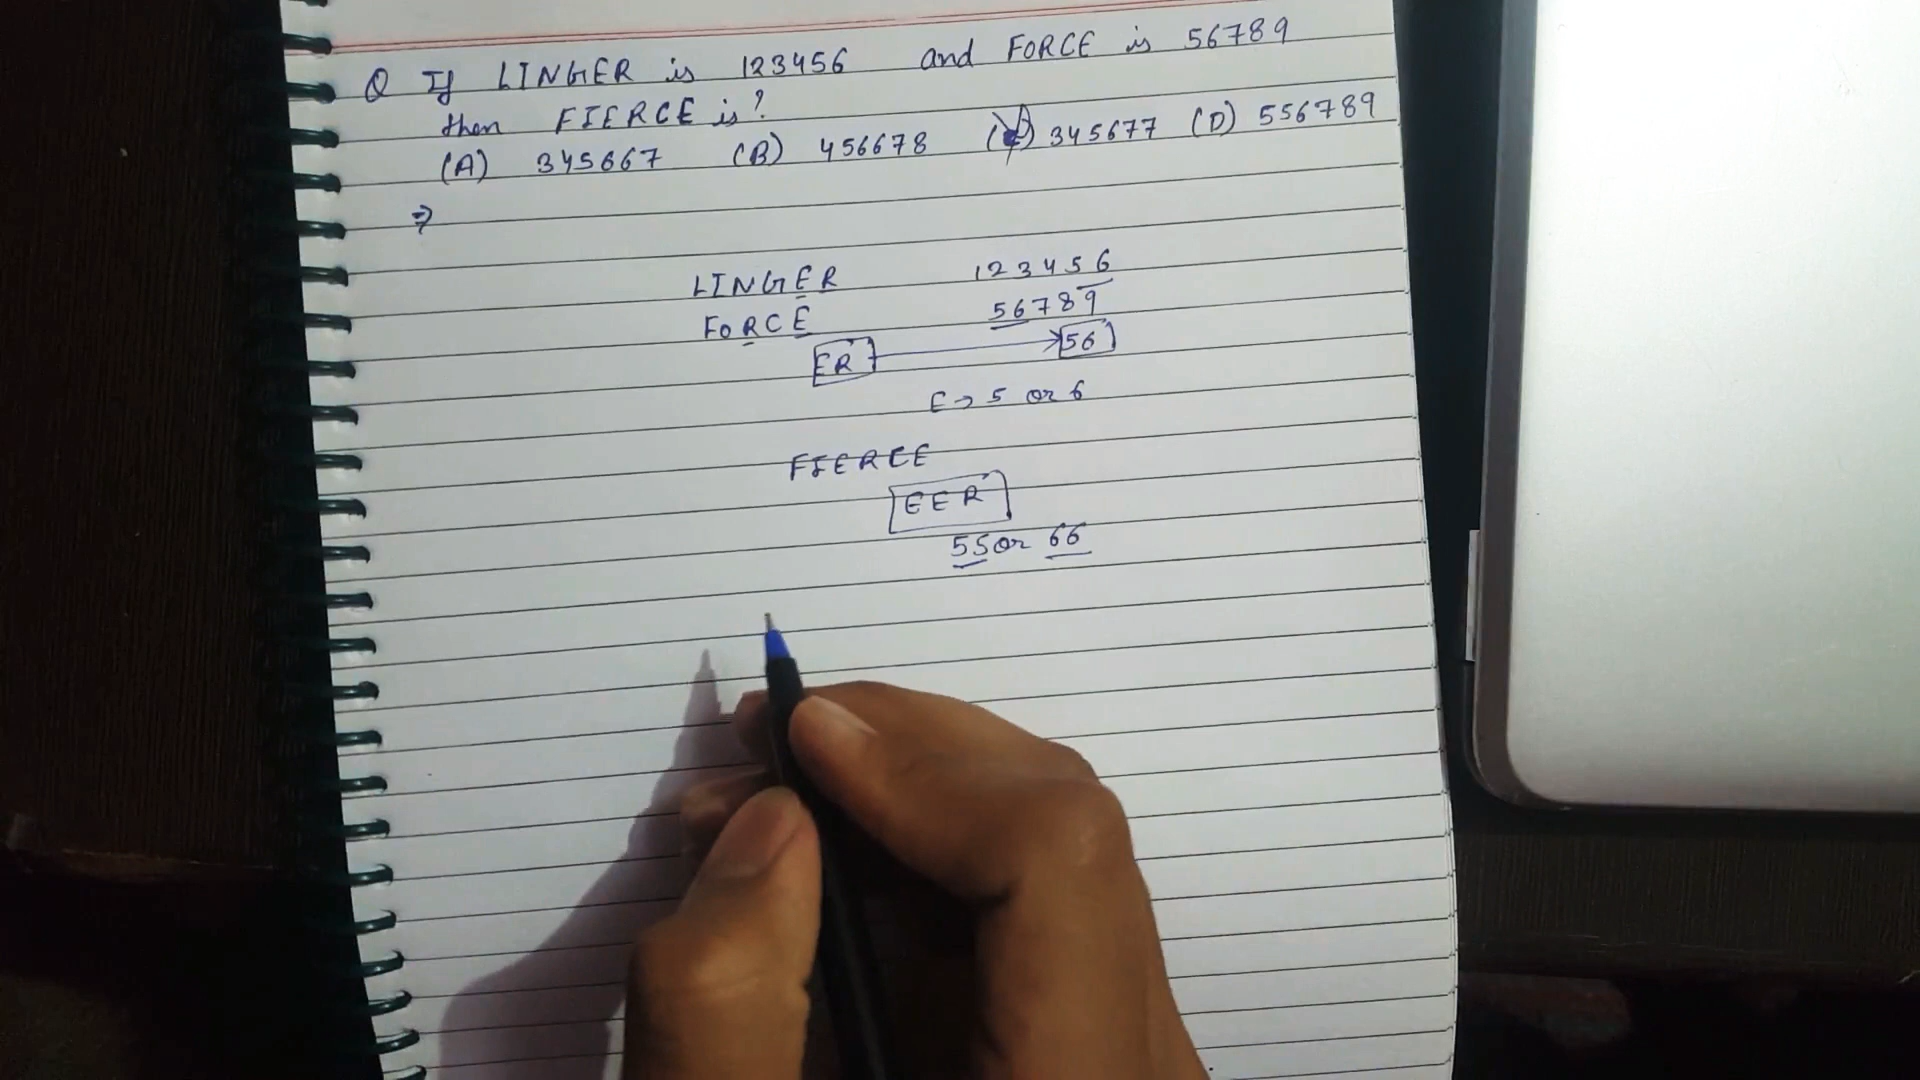 Q If LINGER is 123456 and FORCE is 56789
then FIERCE is?
(A) 345667 (B) 456678 (C) 345677 (D) 556789
⇒
LINGER 123456
FORCE 56789
ER → 56
E → 5 or 6
FIERCE
EER
55 or 66